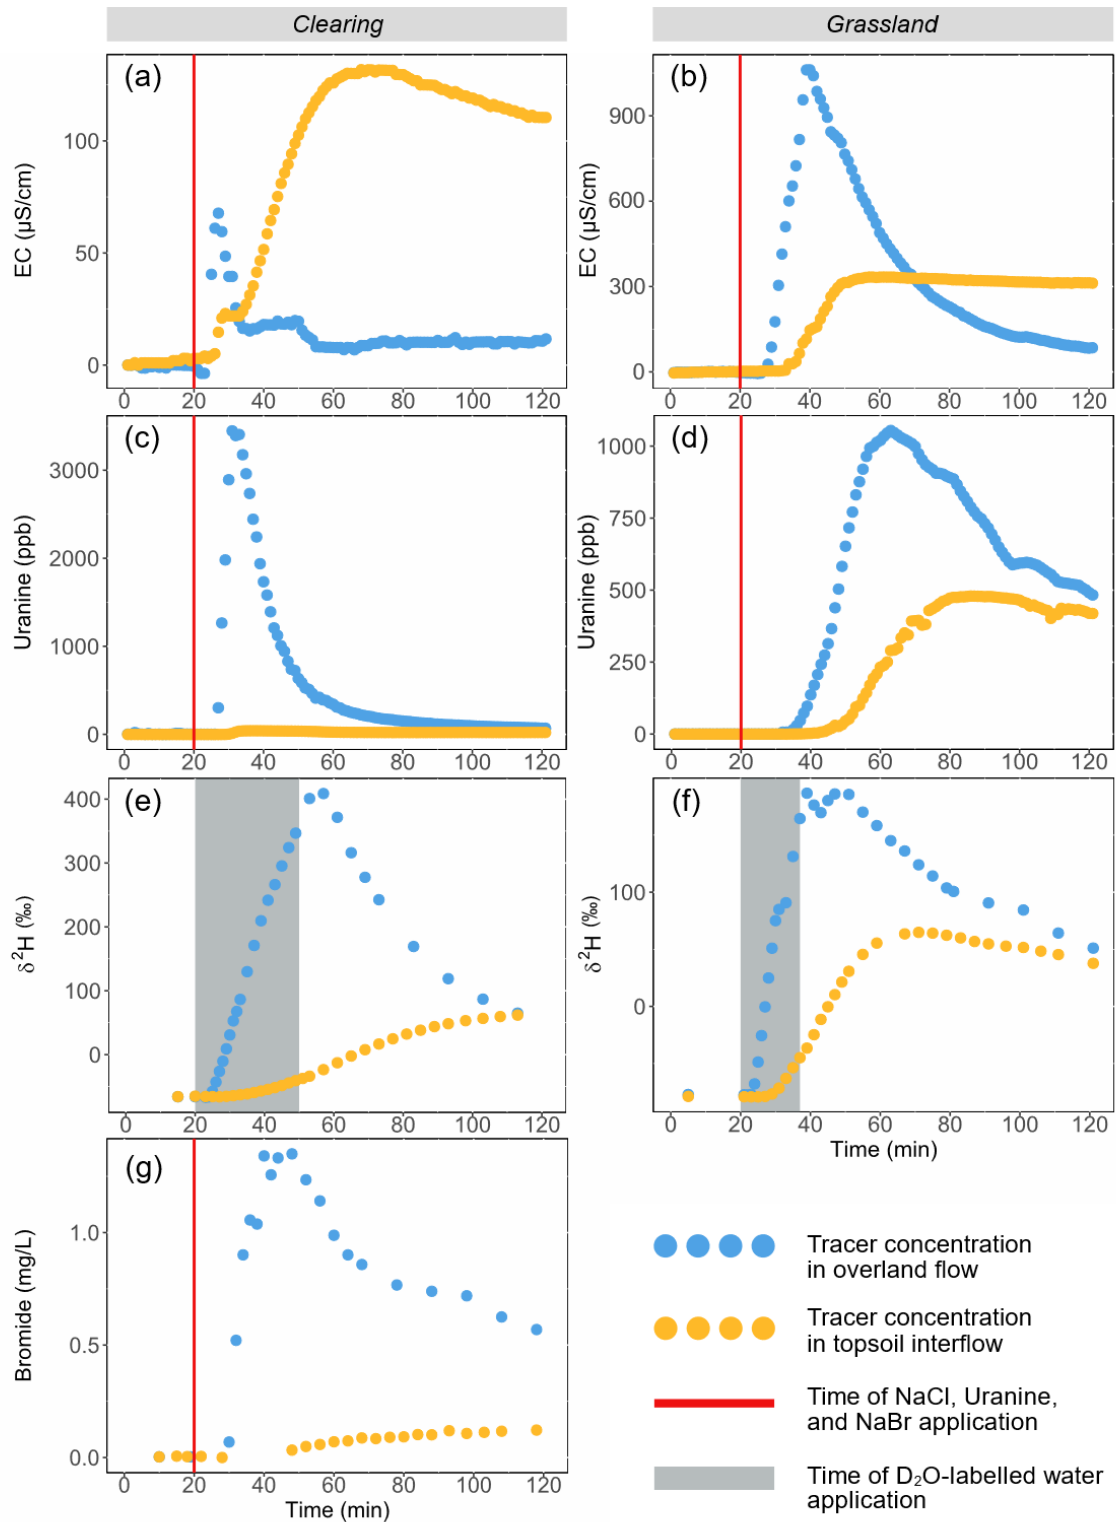 Clearing
Grassland
(a)
EC (µS/cm)
100
50
0
0 20 40 60 80 100 120
(b)
EC (µS/cm)
900
600
300
0
0 20 40 60 80 100 120
(c)
Uranine (ppb)
3000
2000
1000
0
0 20 40 60 80 100 120
(d)
Uranine (ppb)
1000
750
500
250
0
0 20 40 60 80 100 120
(e)
δ²H (‰)
400
300
200
100
0
0 20 40 60 80 100 120
(f)
δ²H (‰)
100
0
0 20 40 60 80 100 120
Time (min)
(g)
Bromide (mg/L)
1.0
0.5
0.0
0 20 40 60 80 100 120
Time (min)
Tracer concentration
in overland flow
Tracer concentration
in topsoil interflow
Time of NaCl, Uranine,
and NaBr application
Time of D₂O-labelled water
application